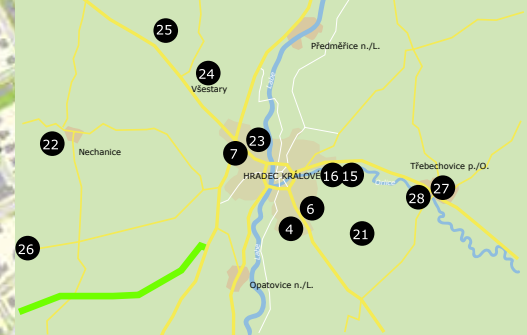 25
Předměřice n./L.
24
Všestary
Labe
23
22
Nechanice
7
HRADEC KRÁLOVÉ
16
15
Třebechovice p./O.
27
28
6
4
21
26
Opatovice n./L.